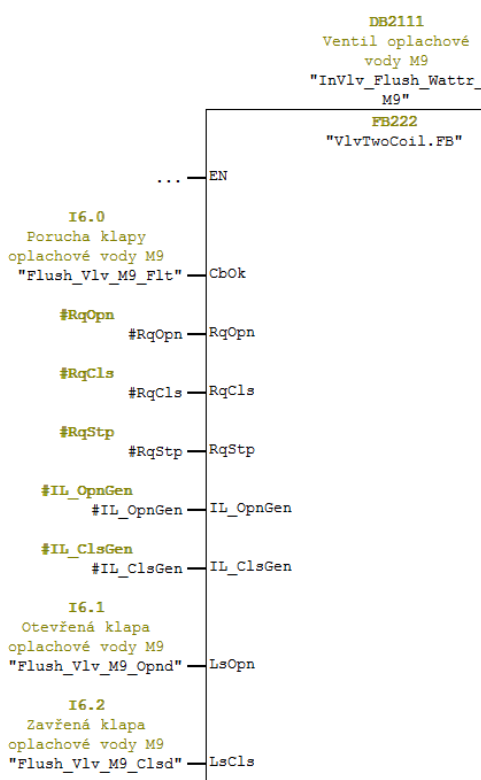 DB2111
Ventil oplachové
vody M9
"InVlv_Flush_Wattr_
M9"
FB222
"VlvTwoCoil.FB"
... EN
I6.0
Porucha klapy
oplachové vody M9
"Flush_Vlv_M9_Flt" CbOk
#RqOpn
#RqOpn RqOpn
#RqCls
#RqCls RqCls
#RqStp
#RqStp RqStp
#IL_OpnGen
#IL_OpnGen IL_OpnGen
#IL_ClsGen
#IL_ClsGen IL_ClsGen
I6.1
Otevřená klapa
oplachové vody M9
"Flush_Vlv_M9_Opnd" LsOpn
I6.2
Zavřená klapa
oplachové vody M9
"Flush_Vlv_M9_Clsd" LsCls